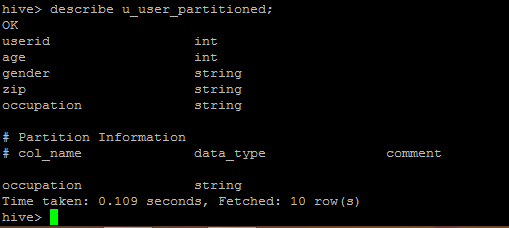 hive> describe u_user_partitioned;
OK
userid                  int
age                     int
gender                  string
zip                     string
occupation              string

# Partition Information
# col_name              data_type               comment

occupation              string
Time taken: 0.109 seconds, Fetched: 10 row(s)
hive>